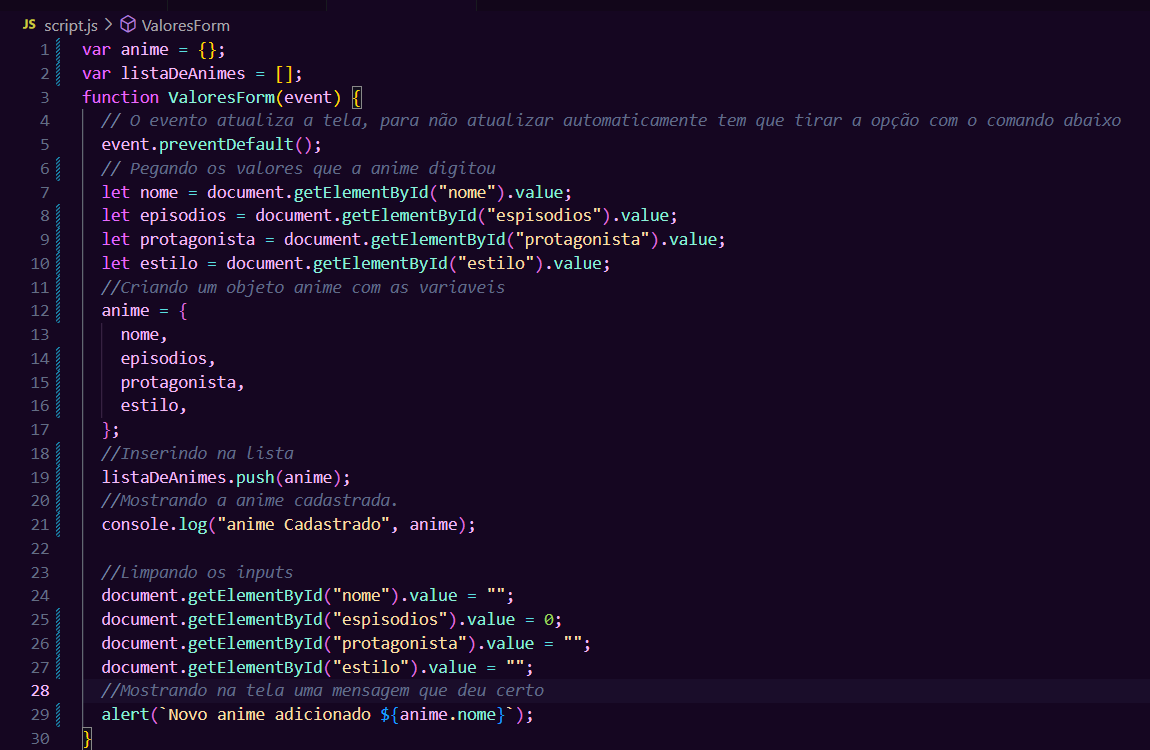 JS script.js > ValoresForm
1 var anime = {};
2 var listaDeAnimes = [];
3 function ValoresForm(event) {
4 // O evento atualiza a tela, para não atualizar automaticamente tem que tirar a opção com o comando abaixo
5 event.preventDefault();
6 // Pegando os valores que a anime digitou
7 let nome = document.getElementById("nome").value;
8 let episodios = document.getElementById("espisodios").value;
9 let protagonista = document.getElementById("protagonista").value;
10 let estilo = document.getElementById("estilo").value;
11 //Criando um objeto anime com as variaveis
12 anime = {
13 nome,
14 episodios,
15 protagonista,
16 estilo,
17 };
18 //Inserindo na lista
19 listaDeAnimes.push(anime);
20 //Mostrando a anime cadastrada.
21 console.log("anime Cadastrado", anime);
22
23 //Limpando os inputs
24 document.getElementById("nome").value = "";
25 document.getElementById("espisodios").value = 0;
26 document.getElementById("protagonista").value = "";
27 document.getElementById("estilo").value = "";
28 //Mostrando na tela uma mensagem que deu certo
29 alert(`Novo anime adicionado ${anime.nome}`);
30 }